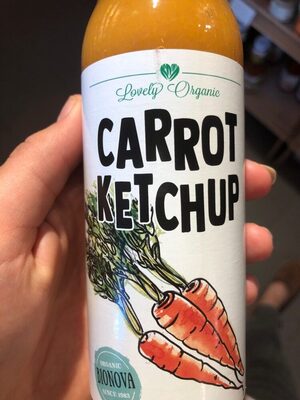 Lovely Organic
CARROT
KETCHUP
ORGANIC
BIONOVA
SINCE 1983